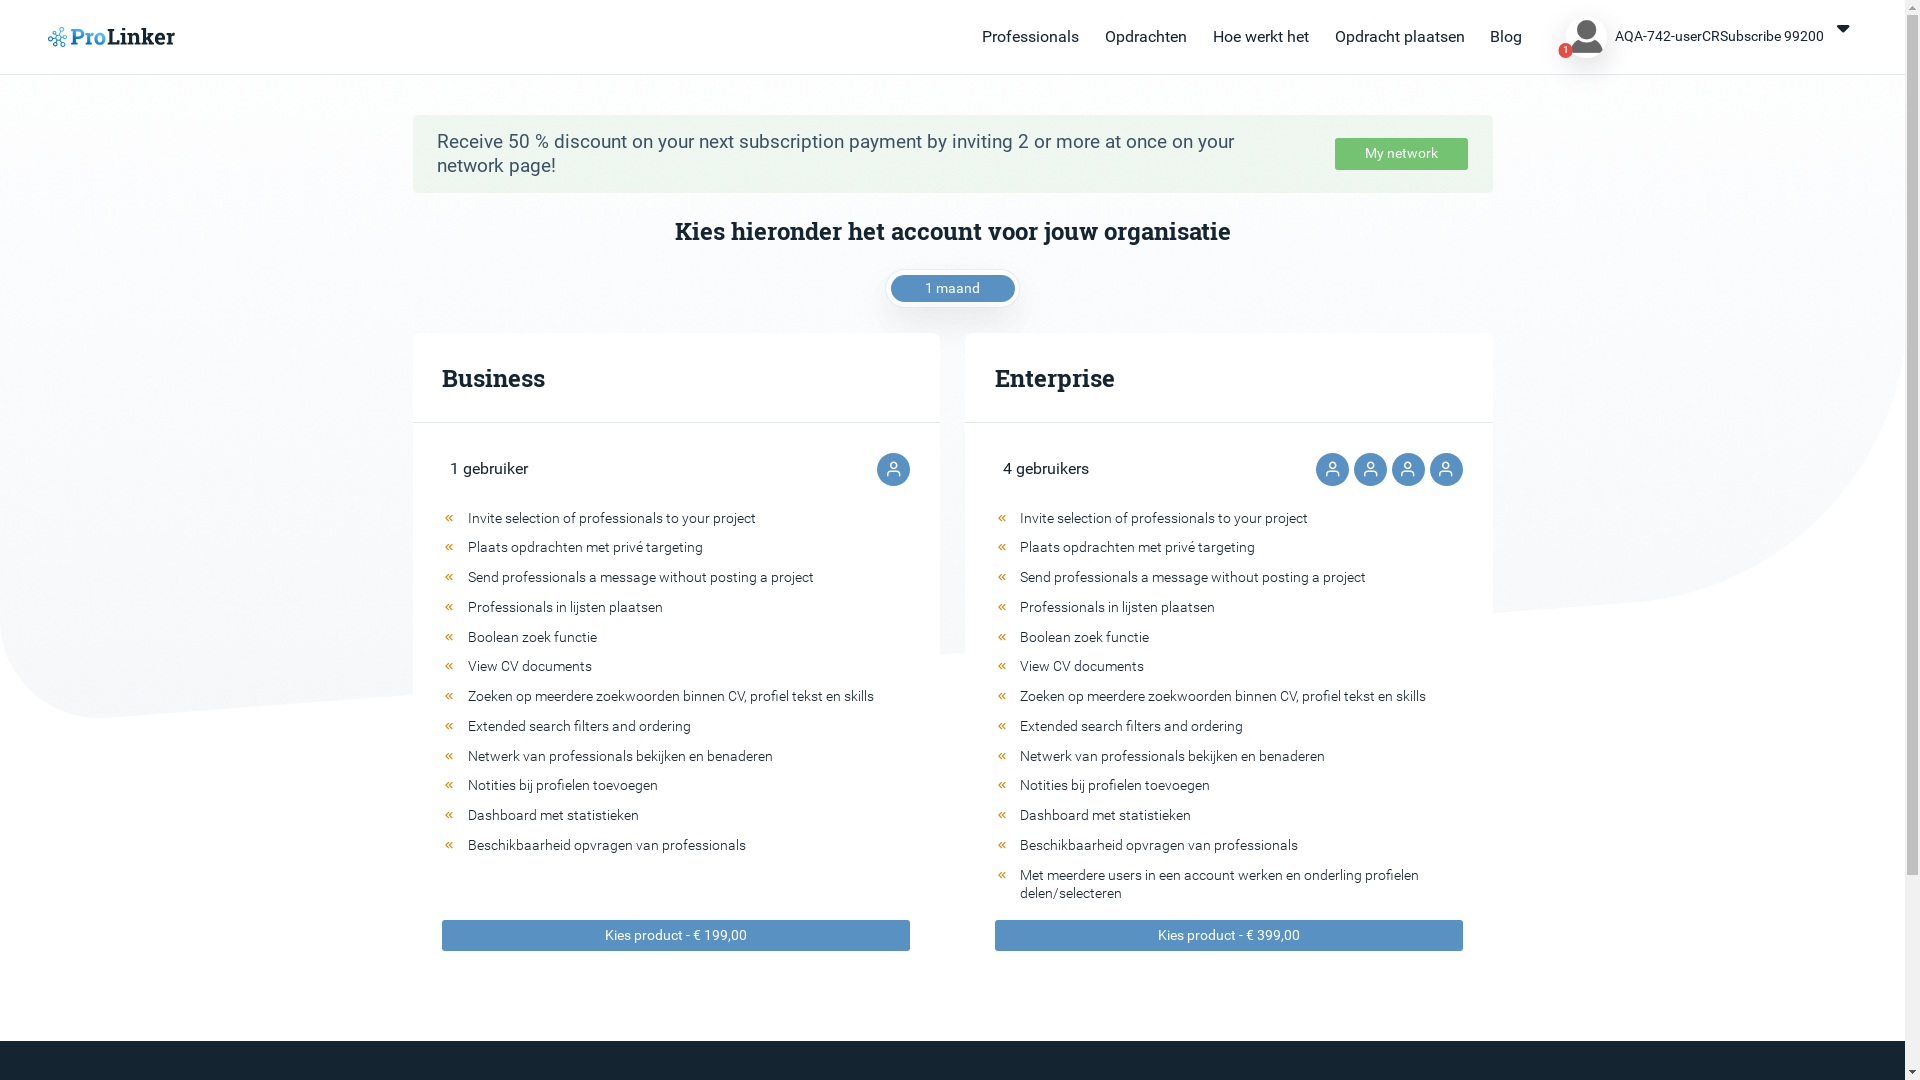 ProLinker
Professionals
Opdrachten
Hoe werkt het
Opdracht plaatsen
Blog
1
AQA-742-userCRSubscribe 99200
Receive 50 % discount on your next subscription payment by inviting 2 or more at once on your
network page!
My network
Kies hieronder het account voor jouw organisatie
1 maand
Business
1 gebruiker
Invite selection of professionals to your project
Plaats opdrachten met privé targeting
Send professionals a message without posting a project
Professionals in lijsten plaatsen
Boolean zoek functie
View CV documents
Zoeken op meerdere zoekwoorden binnen CV, profiel tekst en skills
Extended search filters and ordering
Netwerk van professionals bekijken en benaderen
Notities bij profielen toevoegen
Dashboard met statistieken
Beschikbaarheid opvragen van professionals
Kies product - € 199,00
Enterprise
4 gebruikers
Invite selection of professionals to your project
Plaats opdrachten met privé targeting
Send professionals a message without posting a project
Professionals in lijsten plaatsen
Boolean zoek functie
View CV documents
Zoeken op meerdere zoekwoorden binnen CV, profiel tekst en skills
Extended search filters and ordering
Netwerk van professionals bekijken en benaderen
Notities bij profielen toevoegen
Dashboard met statistieken
Beschikbaarheid opvragen van professionals
Met meerdere users in een account werken en onderling profielen
delen/selecteren
Kies product - € 399,00